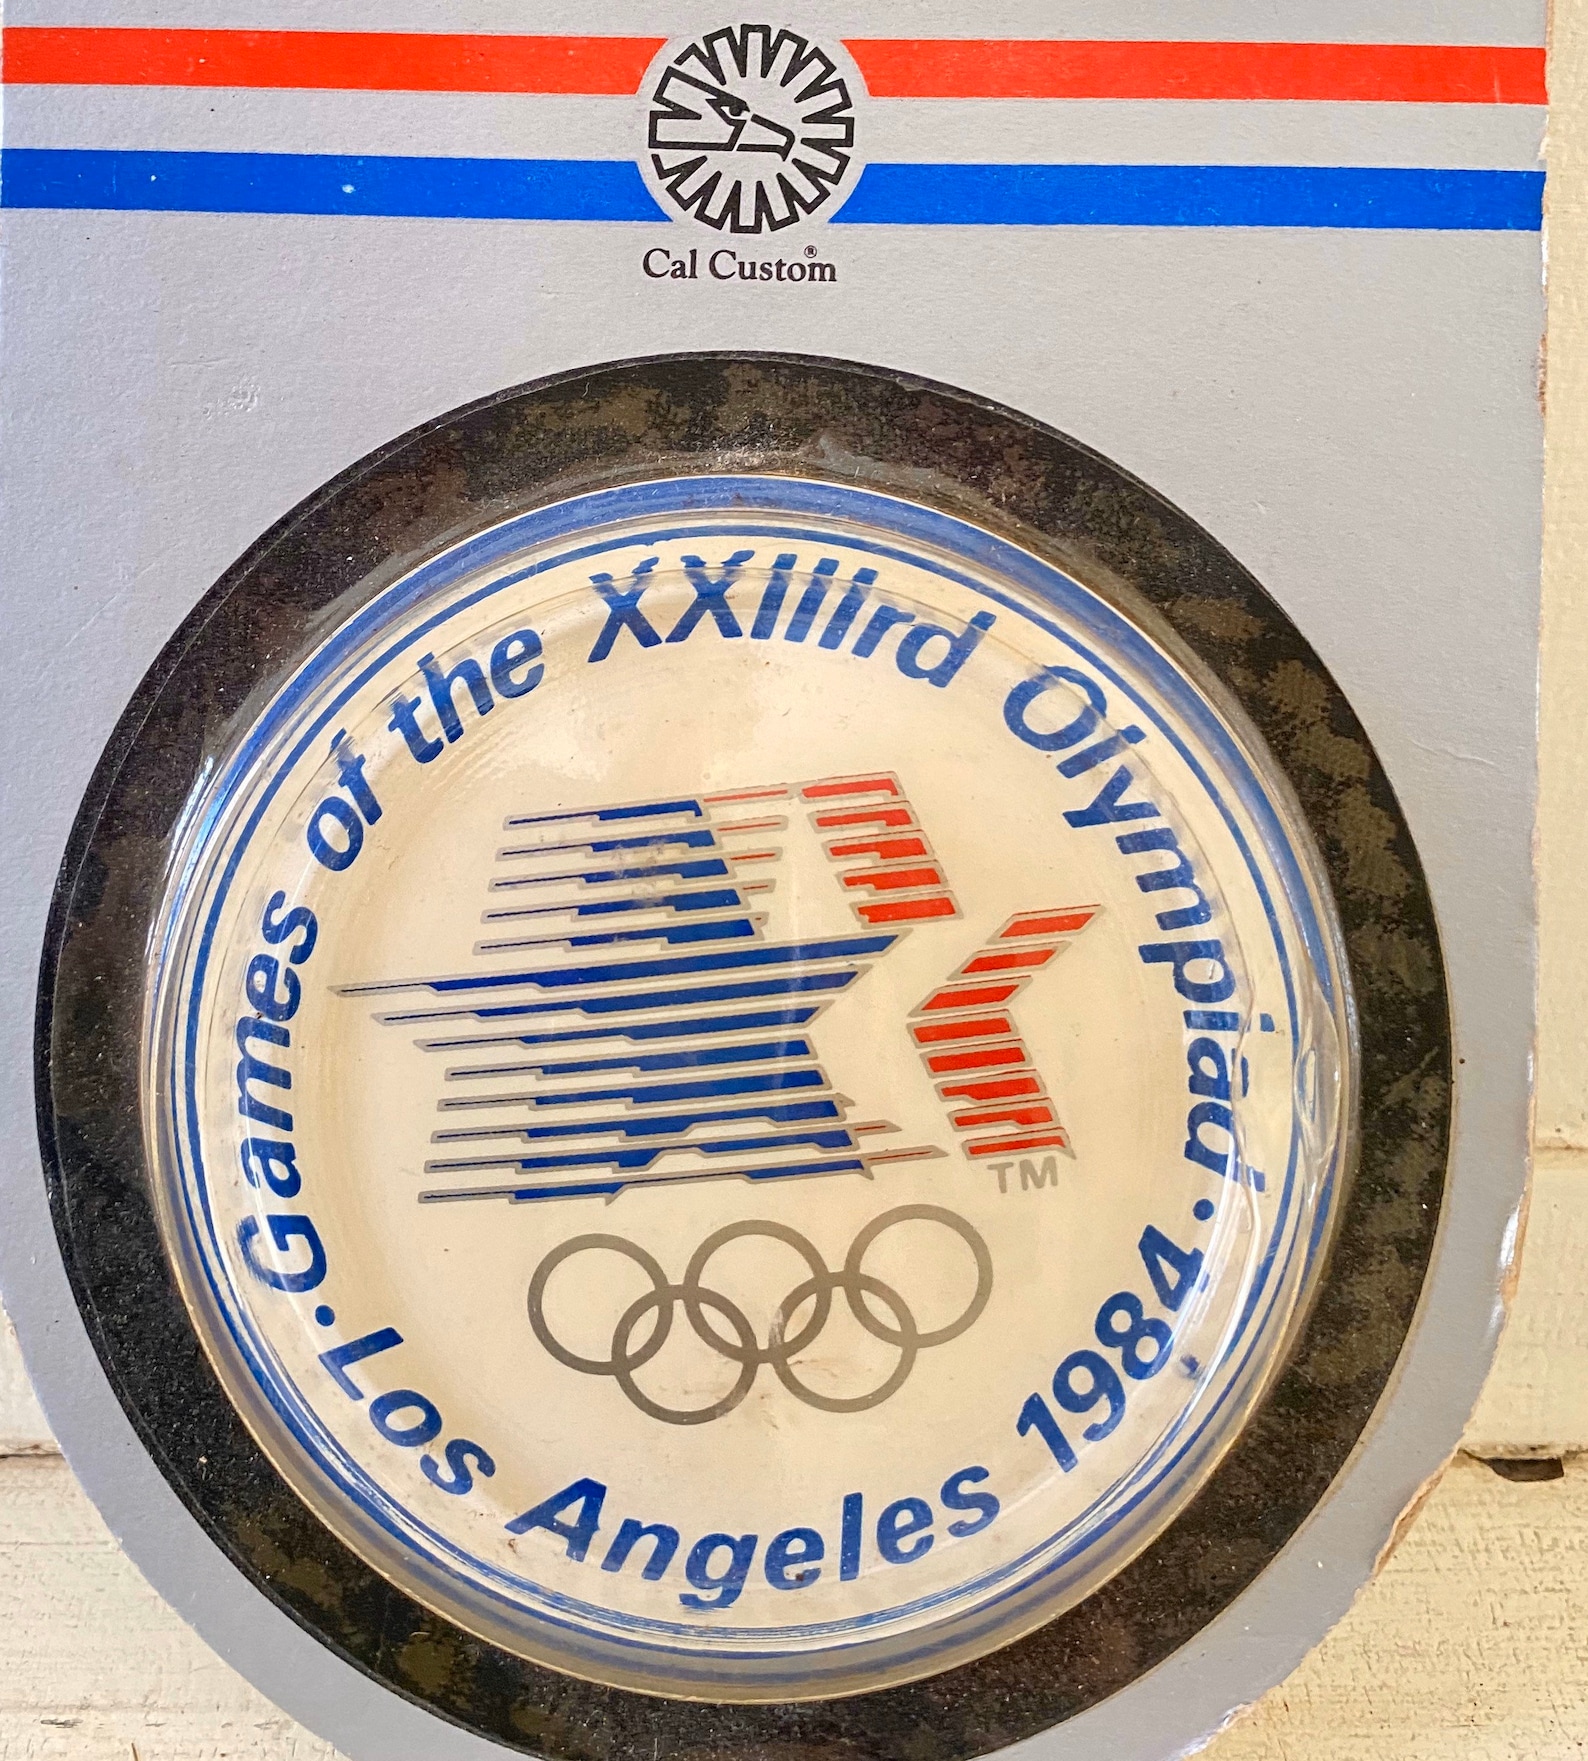 Cal Custom®
Games of the XXIIIrd Olympiad.
Los Angeles 1984.
TM